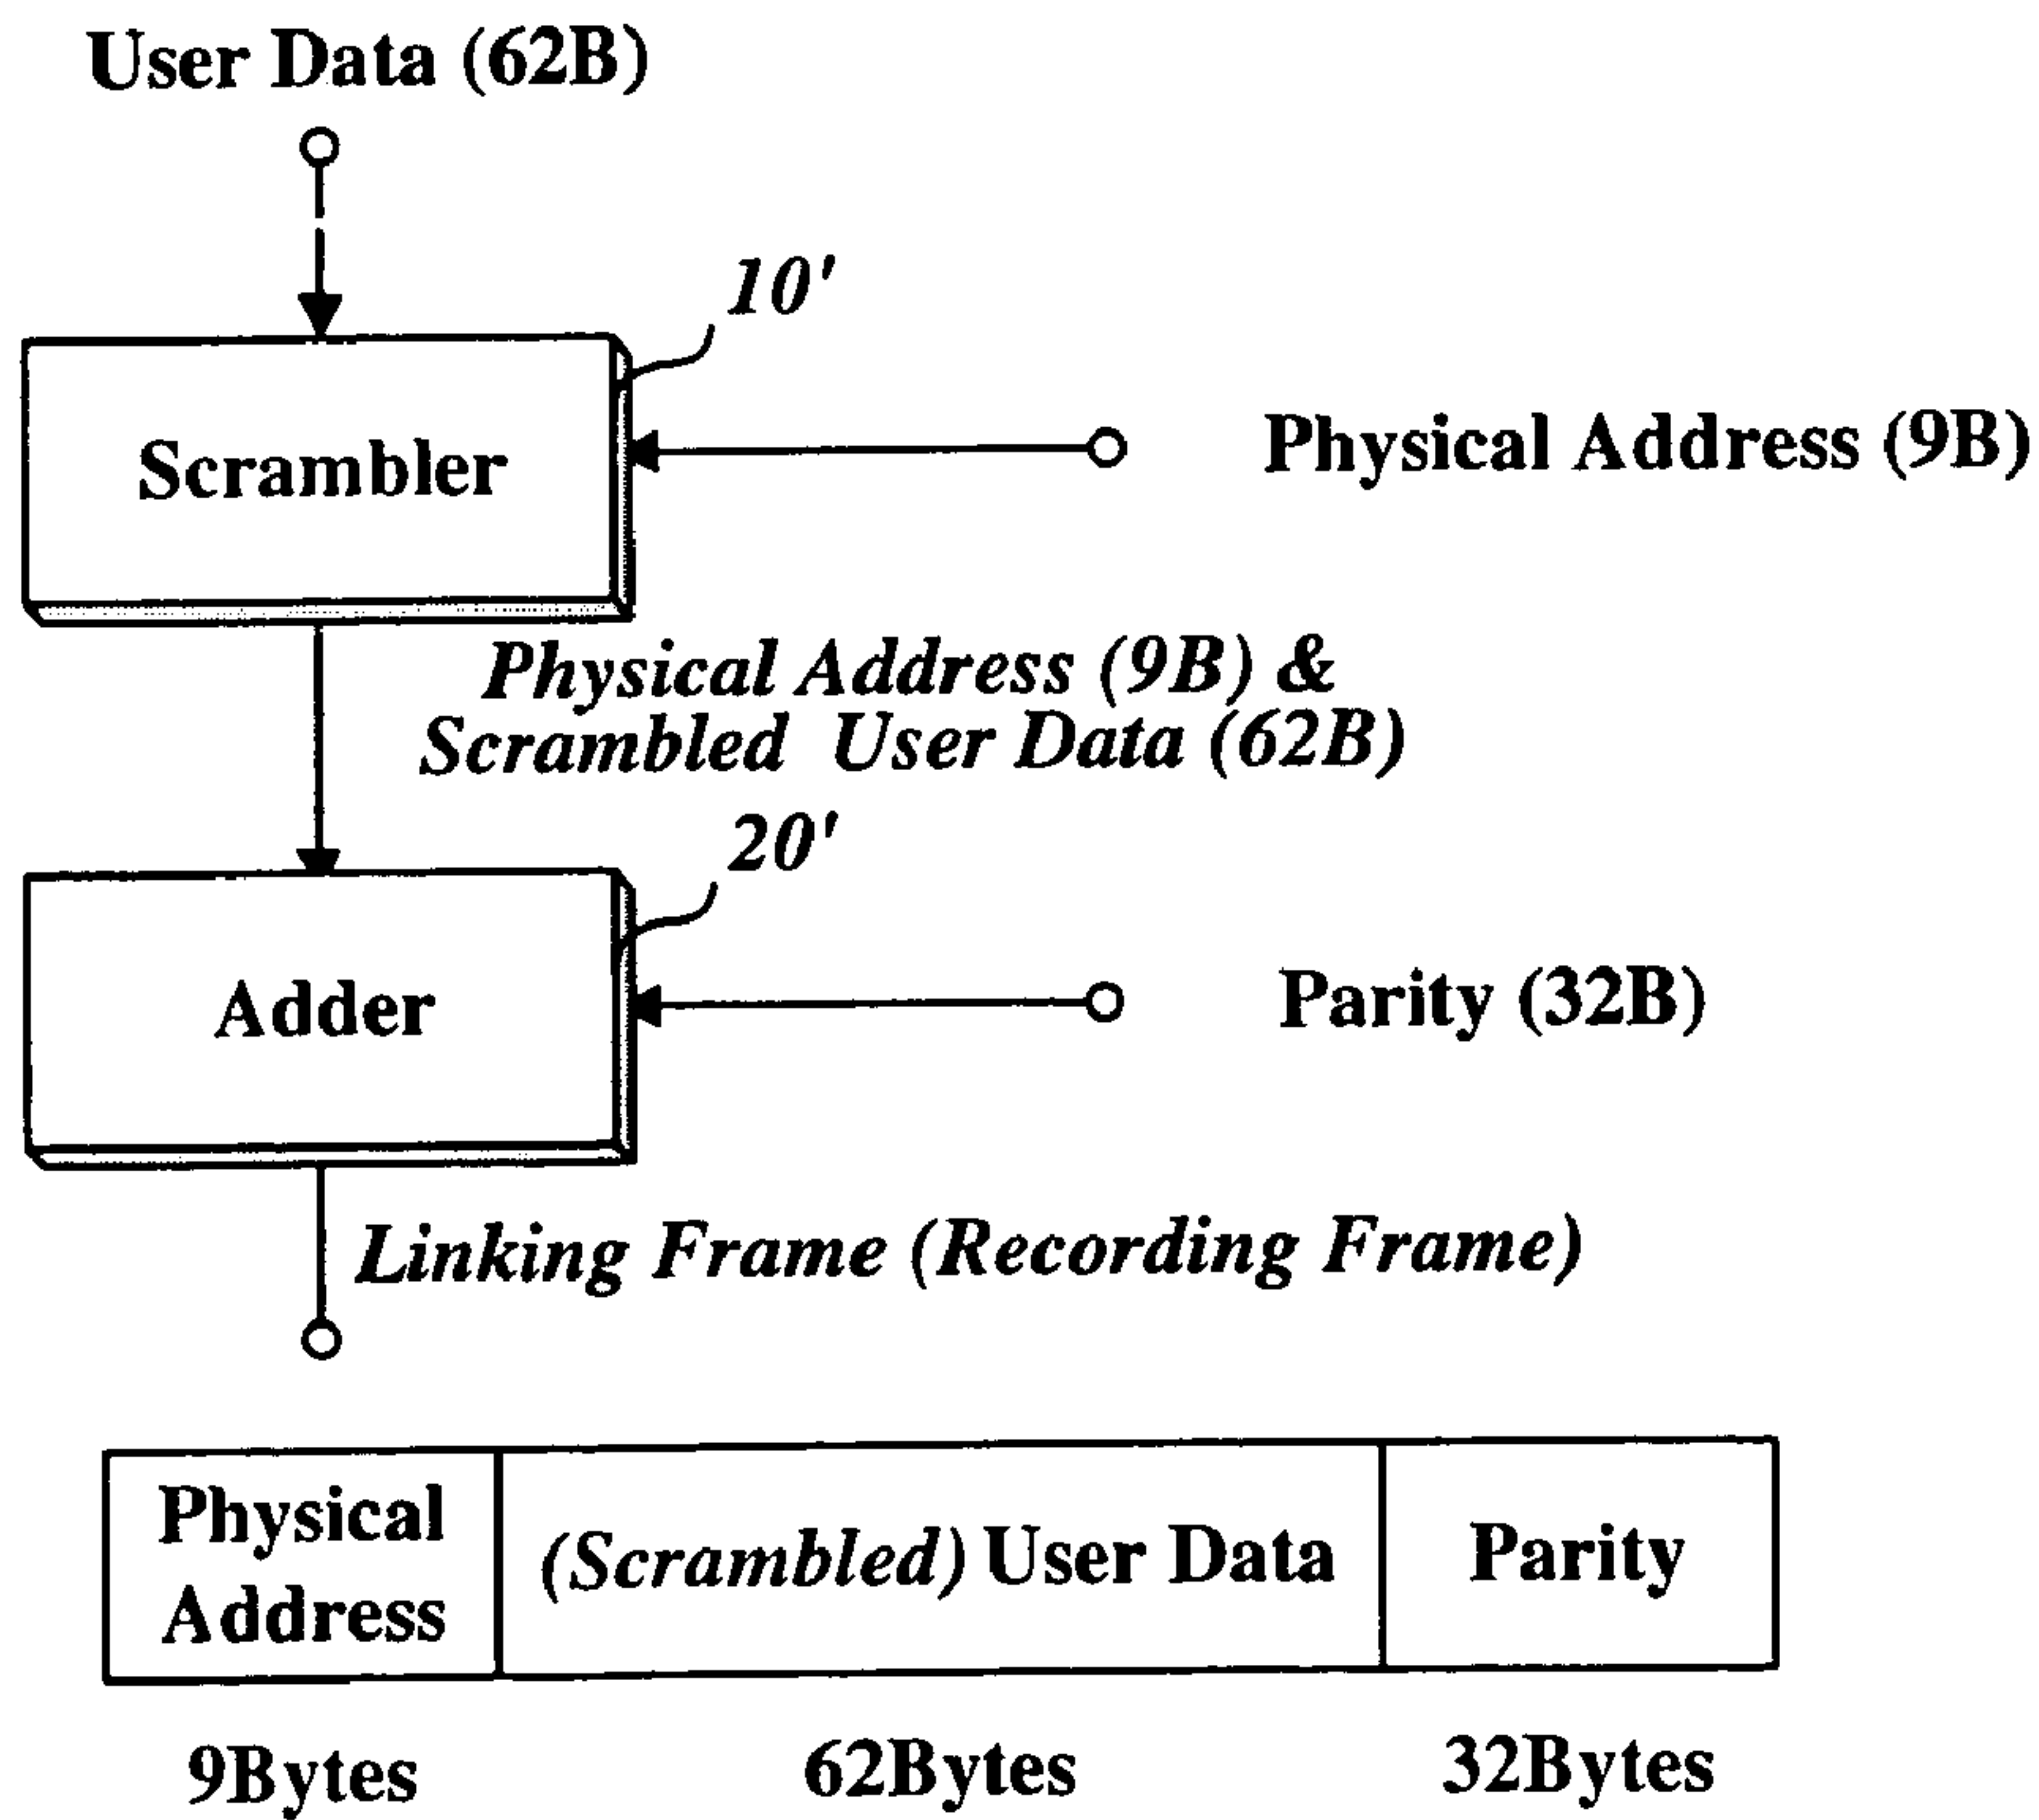 User Data (62B)
10'
Scrambler
Physical Address (9B)
Physical Address (9B) &
Scrambled User Data (62B)
20'
Adder
Parity (32B)
Linking Frame (Recording Frame)
Physical
Address
(Scrambled) User Data
Parity
9Bytes
62Bytes
32Bytes